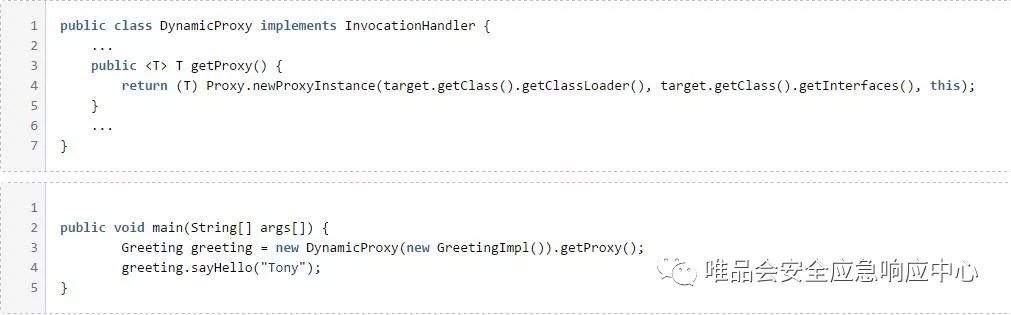 1 public class DynamicProxy implements InvocationHandler {
2 ...
3 public <T> T getProxy() {
4 return (T) Proxy.newProxyInstance(target.getClass().getClassLoader(), target.getClass().getInterfaces(), this);
5 }
6 ...
7 }
1
2 public void main(String[] args[]) {
3 Greeting greeting = new DynamicProxy(new GreetingImpl()).getProxy();
4 greeting.sayHello("Tony");
5 }
唯品会安全应急响应中心